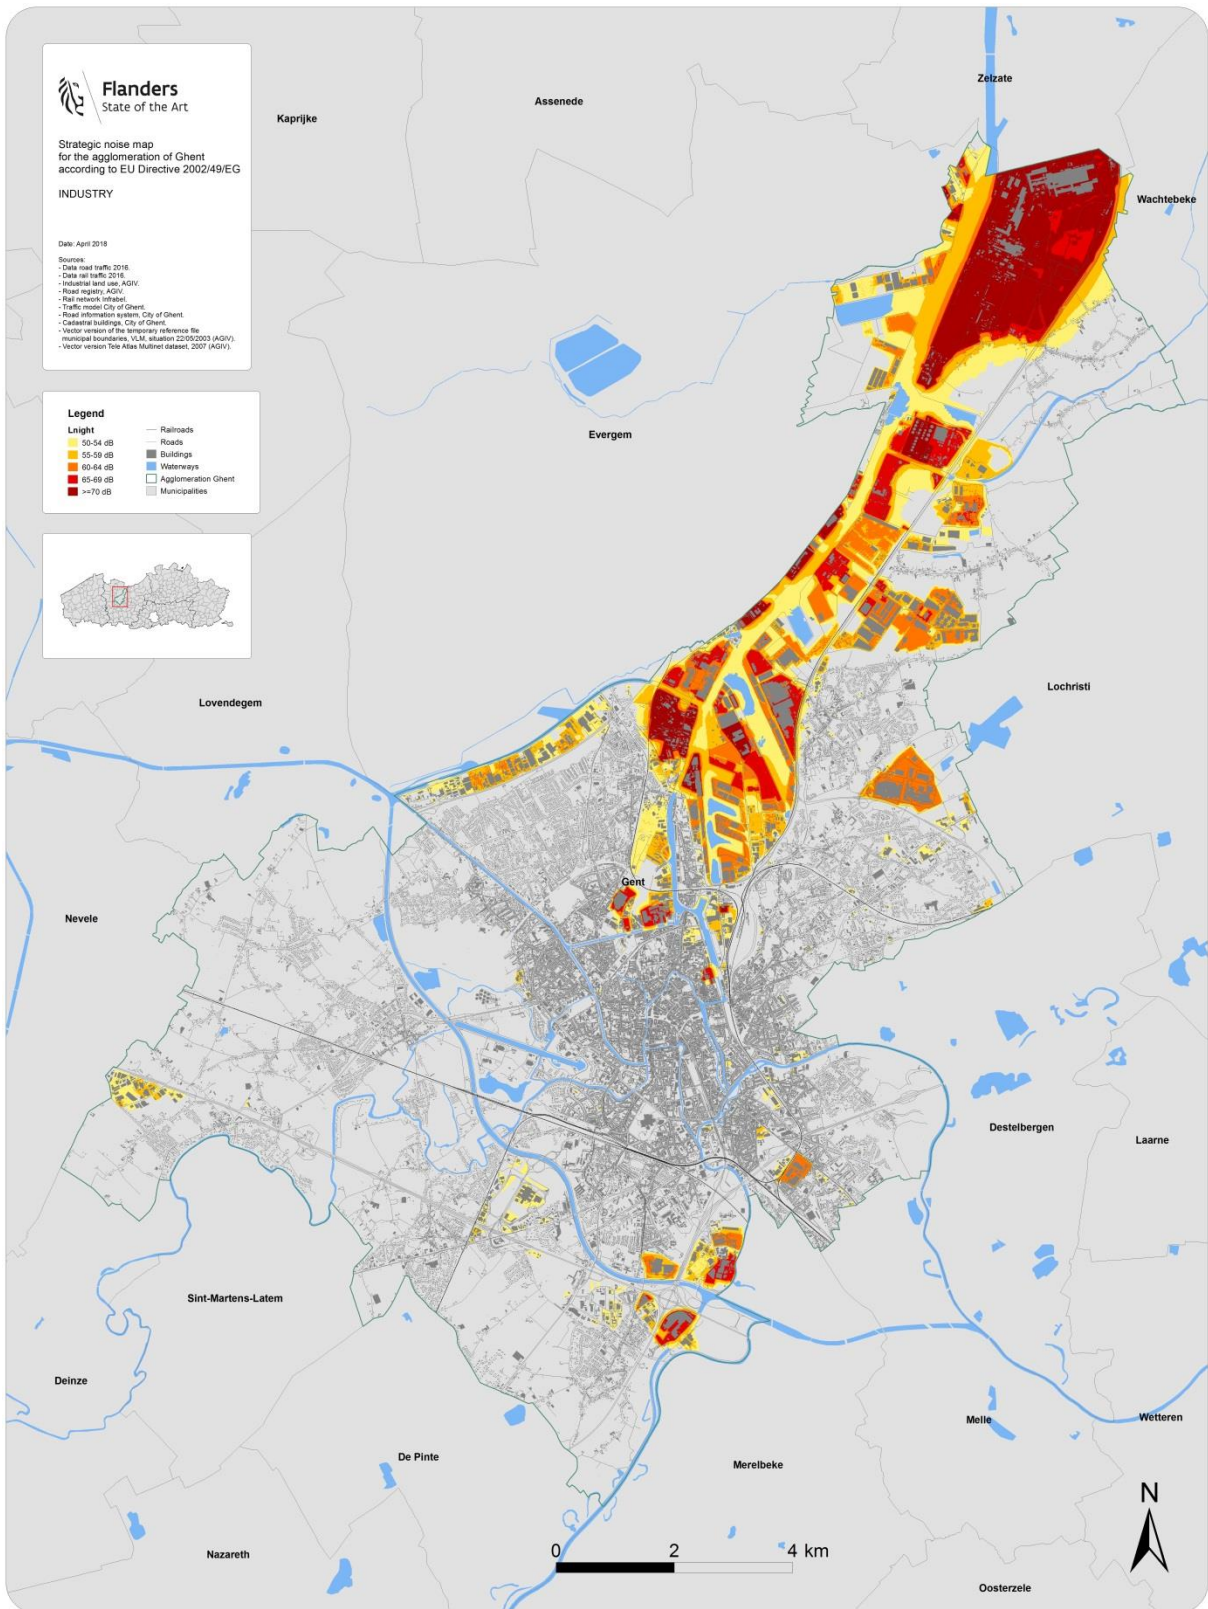 Flanders
State of the Art
Strategic noise map
for the agglomeration of Ghent
according to EU Directive 2002/49/EG
INDUSTRY
Date: April 2018
Sources:
- Data road traffic 2016.
- Data rail traffic 2016.
- Industrial land use, AGIV.
- Road registry, AGIV.
- Rail network Infrabel.
- Traffic model City of Ghent.
- Road information system, City of Ghent.
- Cadastral buildings, City of Ghent.
- Vector version of the temporary reference file
municipal boundaries, VLM, situation 22/05/2003 (AGIV).
- Vector version Tele Atlas Multinet dataset, 2007 (AGIV).
Legend
Lnight
50-54 dB
55-59 dB
60-64 dB
65-69 dB
>=70 dB
Railroads
Roads
Buildings
Waterways
Agglomeration Ghent
Municipalities
Zelzate
Assenede
Kaprijke
Wachtebeke
Evergem
Lochristi
Lovendegem
Gent
Nevele
Destelbergen
Laarne
Sint-Martens-Latem
Deinze
Melle
Wetteren
De Pinte
Merelbeke
Nazareth
Oosterzele
N
0 2 4 km